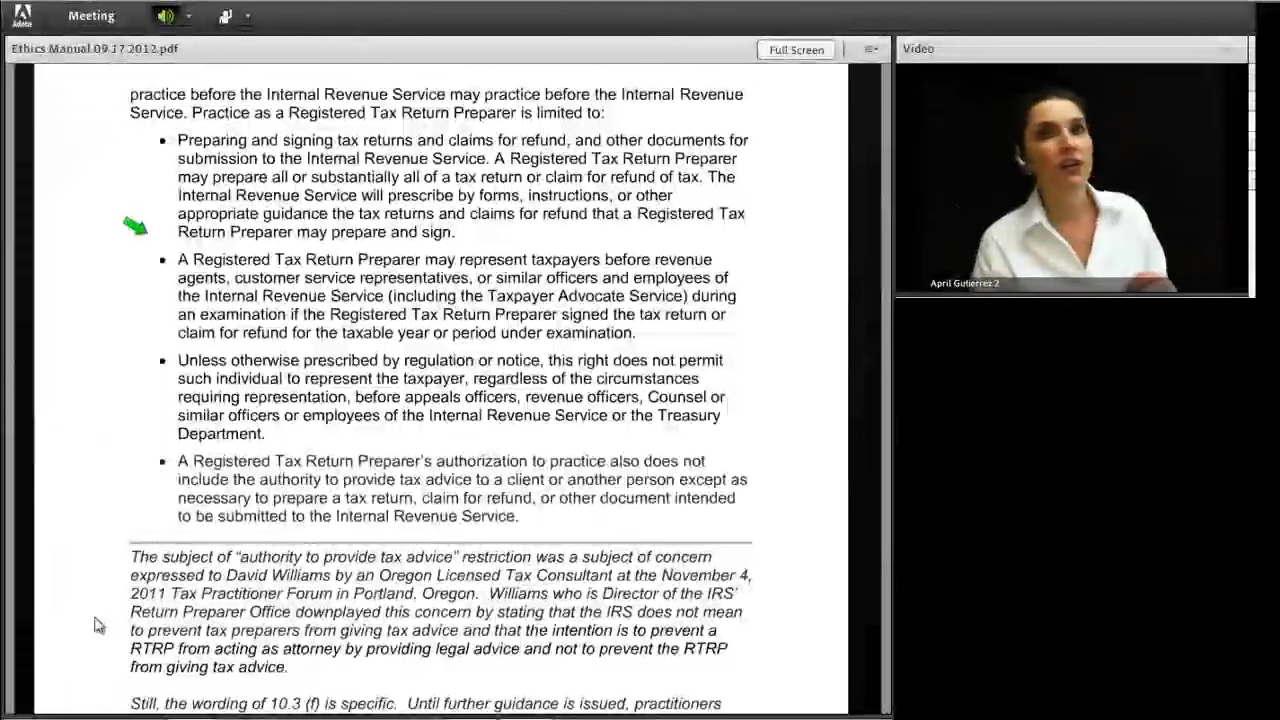 Adobe
Meeting
Ethics Manual 09 17 2012.pdf
Full Screen
Video
practice before the Internal Revenue Service may practice before the Internal Revenue
Service. Practice as a Registered Tax Return Preparer is limited to:
• Preparing and signing tax returns and claims for refund, and other documents for
submission to the Internal Revenue Service. A Registered Tax Return Preparer
may prepare all or substantially all of a tax return or claim for refund of tax. The
Internal Revenue Service will prescribe by forms, instructions, or other
appropriate guidance the tax returns and claims for refund that a Registered Tax
Return Preparer may prepare and sign.
• A Registered Tax Return Preparer may represent taxpayers before revenue
agents, customer service representatives, or similar officers and employees of
the Internal Revenue Service (including the Taxpayer Advocate Service) during
an examination if the Registered Tax Return Preparer signed the tax return or
claim for refund for the taxable year or period under examination.
• Unless otherwise prescribed by regulation or notice, this right does not permit
such individual to represent the taxpayer, regardless of the circumstances
requiring representation, before appeals officers, revenue officers, Counsel or
similar officers or employees of the Internal Revenue Service or the Treasury
Department.
• A Registered Tax Return Preparer's authorization to practice also does not
include the authority to provide tax advice to a client or another person except as
necessary to prepare a tax return, claim for refund, or other document intended
to be submitted to the Internal Revenue Service.
The subject of "authority to provide tax advice" restriction was a subject of concern
expressed to David Williams by an Oregon Licensed Tax Consultant at the November 4,
2011 Tax Practitioner Forum in Portland, Oregon. Williams who is Director of the IRS'
Return Preparer Office downplayed this concern by stating that the IRS does not mean
to prevent tax preparers from giving tax advice and that the intention is to prevent a
RTRP from acting as attorney by providing legal advice and not to prevent the RTRP
from giving tax advice.
Still, the wording of 10.3 (f) is specific. Until further guidance is issued, practitioners
April Gutierrez 2